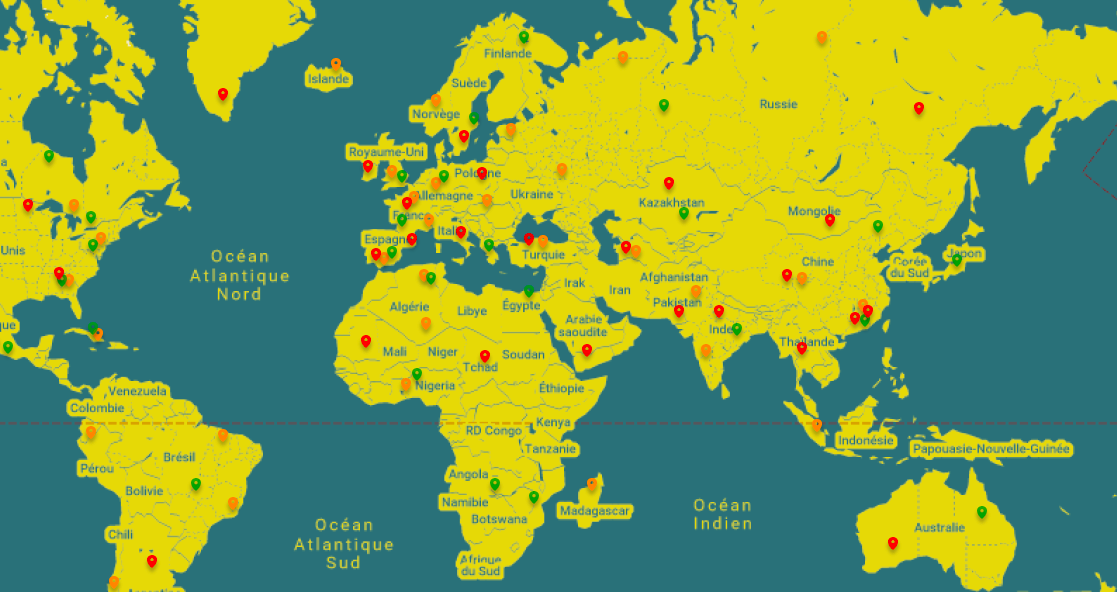 Finlande
Islande
Suède
Russie
Norvège
Royaume-Uni
Pologne
Allemagne
Ukraine
Kazakhstan
Mongolie
Unis
Espagne
Océan
Atlantique
Nord
Turquie
Chine
Corée
du Sud
Japon
Afghanistan
Irak
Iran
Pakistan
Algérie
Libye
Égypte
Arabie
saoudite
Inde
Thaïlande
Mali
Niger
Tchad
Soudan
Nigeria
Éthiopie
Venezuela
Colombie
RD Congo
Kenya
Tanzanie
Indonésie
Papouasie-Nouvelle-Guinée
Pérou
Brésil
Bolivie
Angola
Namibie
Botswana
Madagascar
Océan
Indien
Australie
Chili
Océan
Atlantique
Sud
Afrique
du Sud